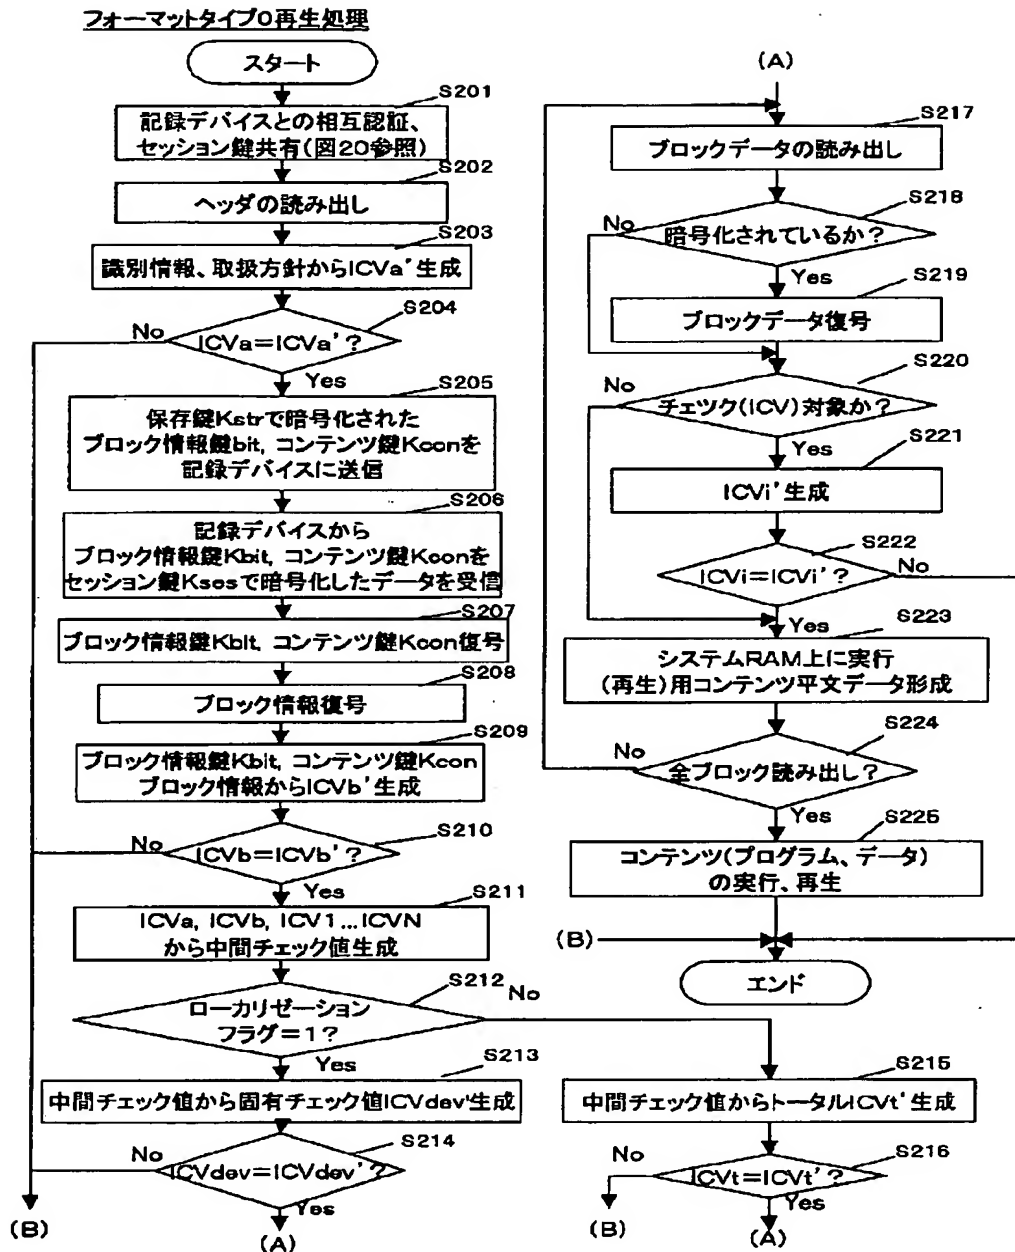 フォーマットタイプ0再生処理
スタート
S201
記録デバイスとの相互認証、
セッション鍵共有(図20参照)
S202
ヘッダの読み出し
S203
識別情報、取扱方針からICVa'生成
S204
No
ICVa=ICVa'?
Yes
S205
保存鍵Kstrで暗号化された
ブロック情報鍵bit, コンテンツ鍵Kconを
記録デバイスに送信
S206
記録デバイスから
ブロック情報鍵Kbit, コンテンツ鍵Kconを
セッション鍵Ksesで暗号化したデータを受信
S207
ブロック情報鍵Kbit, コンテンツ鍵Kcon復号
S208
ブロック情報復号
S209
ブロック情報鍵Kbit, コンテンツ鍵Kcon
ブロック情報からICVb'生成
S210
No
ICVb=ICVb'?
Yes
S211
ICVa, ICVb, ICV1...ICVN
から中間チェック値生成
S212
No
ローカリゼーション
フラグ=1?
Yes
S213
中間チェック値から固有チェック値ICVdev'生成
S214
No
ICVdev=ICVdev'?
Yes
(B)
(A)
S215
中間チェック値からトータルICVt'生成
S216
No
ICVt=ICVt'?
Yes
(B)
(A)
(A)
S217
ブロックデータの読み出し
S218
No
暗号化されているか?
Yes
S219
ブロックデータ復号
S220
No
チェツク(ICV)対象か?
Yes
S221
ICVi'生成
S222
ICVi=ICVi'?
No
Yes
S223
システムRAM上に実行
(再生)用コンテンツ平文データ形成
S224
No
全ブロック読み出し?
Yes
S225
コンテンツ(プログラム、データ)
の実行、再生
(B)
エンド